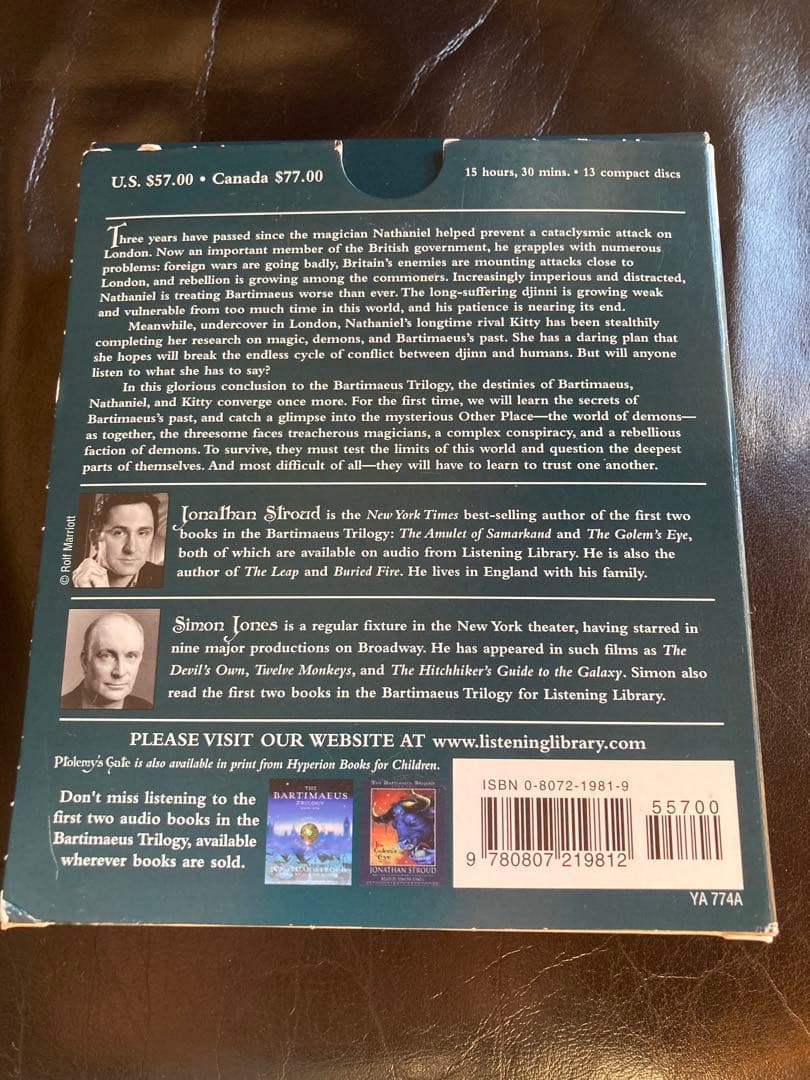 U.S. $57.00 • Canada $77.00
15 hours, 30 mins. • 13 compact discs
Three years have passed since the magician Nathaniel helped prevent a cataclysmic attack on
London. Now an important member of the British government, he grapples with numerous
problems: foreign wars are going badly, Britain's enemies are mounting attacks close to
London, and rebellion is growing among the commoners. Increasingly imperious and distracted,
Nathaniel is treating Bartimaeus worse than ever. The long-suffering djinni is growing weak
and vulnerable from too much time in this world, and his patience is nearing its end.
Meanwhile, undercover in London, Nathaniel's longtime rival Kitty has been stealthily
completing her research on magic, demons, and Bartimaeus's past. She has a daring plan that
she hopes will break the endless cycle of conflict between djinn and humans. But will anyone
listen to what she has to say?
In this glorious conclusion to the Bartimaeus Trilogy, the destinies of Bartimaeus,
Nathaniel, and Kitty converge once more. For the first time, we will learn the secrets of
Bartimaeus's past, and catch a glimpse into the mysterious Other Place—the world of demons—
as together, the threesome faces treacherous magicians, a complex conspiracy, and a rebellious
faction of demons. To survive, they must test the limits of this world and question the deepest
parts of themselves. And most difficult of all—they will have to learn to trust one another.
© Rolf Marriott
Jonathan Stroud is the New York Times best-selling author of the first two
books in the Bartimaeus Trilogy: The Amulet of Samarkand and The Golem's Eye,
both of which are available on audio from Listening Library. He is also the
author of The Leap and Buried Fire. He lives in England with his family.
Simon Jones is a regular fixture in the New York theater, having starred in
nine major productions on Broadway. He has appeared in such films as The
Devil's Own, Twelve Monkeys, and The Hitchhiker's Guide to the Galaxy. Simon also
read the first two books in the Bartimaeus Trilogy for Listening Library.
PLEASE VISIT OUR WEBSITE AT www.listeninglibrary.com
Ptolemy's Gate is also available in print from Hyperion Books for Children.
Don't miss listening to the
first two audio books in the
Bartimaeus Trilogy, available
wherever books are sold.
THE
BARTIMAEUS
TRILOGY
JONATHAN STROUD
The Bartimaeus Trilogy
The Golem's Eye
JONATHAN STROUD
ISBN 0-8072-1981-9
55700
9 780807 219812
YA 774A